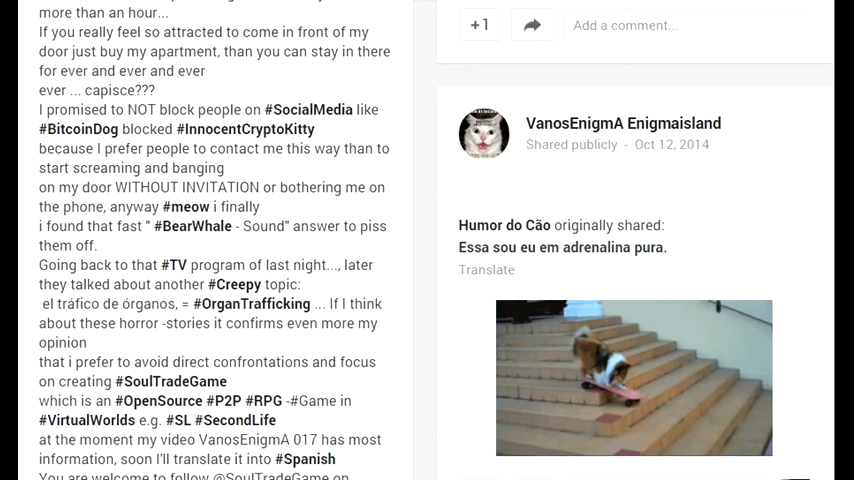 more than an hour...
If you really feel so attracted to come in front of my
door just buy my apartment, than you can stay in there
for ever and ever and ever
ever ... capisce???
I promised to NOT block people on #SocialMedia like
#BitcoinDog blocked #InnocentCryptoKitty
because I prefer people to contact me this way than to
start screaming and banging
on my door WITHOUT INVITATION or bothering me on
the phone, anyway #meow i finally
i found that fast " #BearWhale - Sound" answer to piss
them off.
Going back to that #TV program of last night..., later
they talked about another #Creepy topic:
el tráfico de órganos, = #OrganTrafficking ... If I think
about these horror -stories it confirms even more my
opinion
that i prefer to avoid direct confrontations and focus
on creating #SoulTradeGame
which is an #OpenSource #P2P #RPG -#Game in
#VirtualWorlds e.g. #SL #SecondLife
at the moment my video VanosEnigmA 017 has most
information, soon I'll translate it into #Spanish
You are welcome to follow @SoulTradeGame on
+1
Add a comment...
VanosEnigmA Enigmaisland
Shared publicly - Oct 12, 2014
Humor do Cão originally shared:
Essa sou eu em adrenalina pura.
Translate